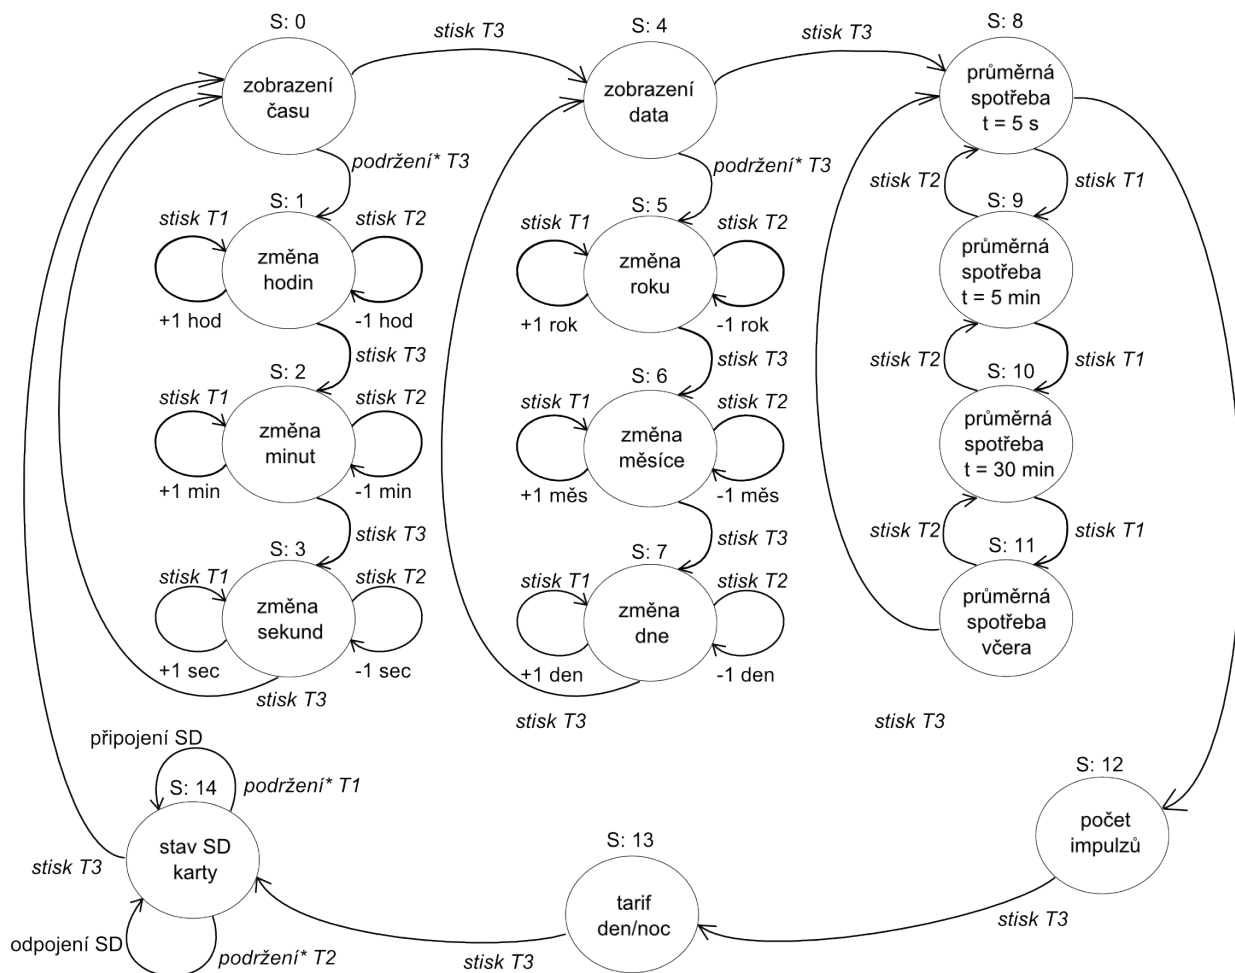 S: 0
zobrazení
času
stisk T3
S: 4
zobrazení
data
stisk T3
S: 8
průměrná
spotřeba
t = 5 s
podržení* T3
podržení* T3
stisk T2
stisk T1
S: 1
stisk T1
stisk T2
změna
hodin
+1 hod
-1 hod
S: 5
stisk T1
stisk T2
změna
roku
+1 rok
-1 rok
S: 9
průměrná
spotřeba
t = 5 min
stisk T3
stisk T3
stisk T2
stisk T1
S: 2
stisk T1
stisk T2
změna
minut
+1 min
-1 min
S: 6
stisk T1
stisk T2
změna
měsíce
+1 měs
-1 měs
S: 10
průměrná
spotřeba
t = 30 min
stisk T3
stisk T3
stisk T2
stisk T1
S: 3
stisk T1
stisk T2
změna
sekund
+1 sec
-1 sec
stisk T3
S: 7
stisk T1
stisk T2
změna
dne
+1 den
-1 den
stisk T3
S: 11
průměrná
spotřeba
včera
stisk T3
připojení SD
podržení* T1
S: 14
stav SD
karty
stisk T3
odpojení SD
podržení* T2
stisk T3
S: 13
tarif
den/noc
stisk T3
S: 12
počet
impulzů